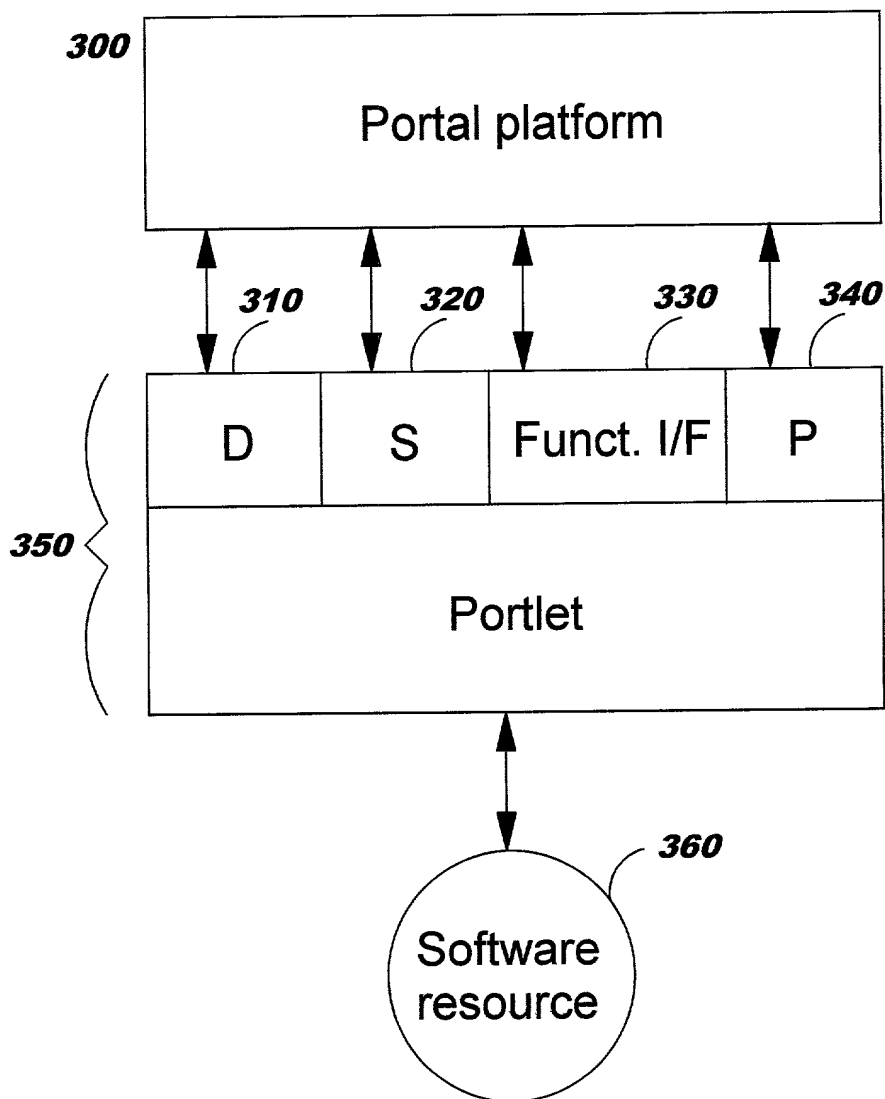 300
Portal platform
310
320
330
340
D
S
Funct. I/F
P
350
Portlet
360
Software
resource